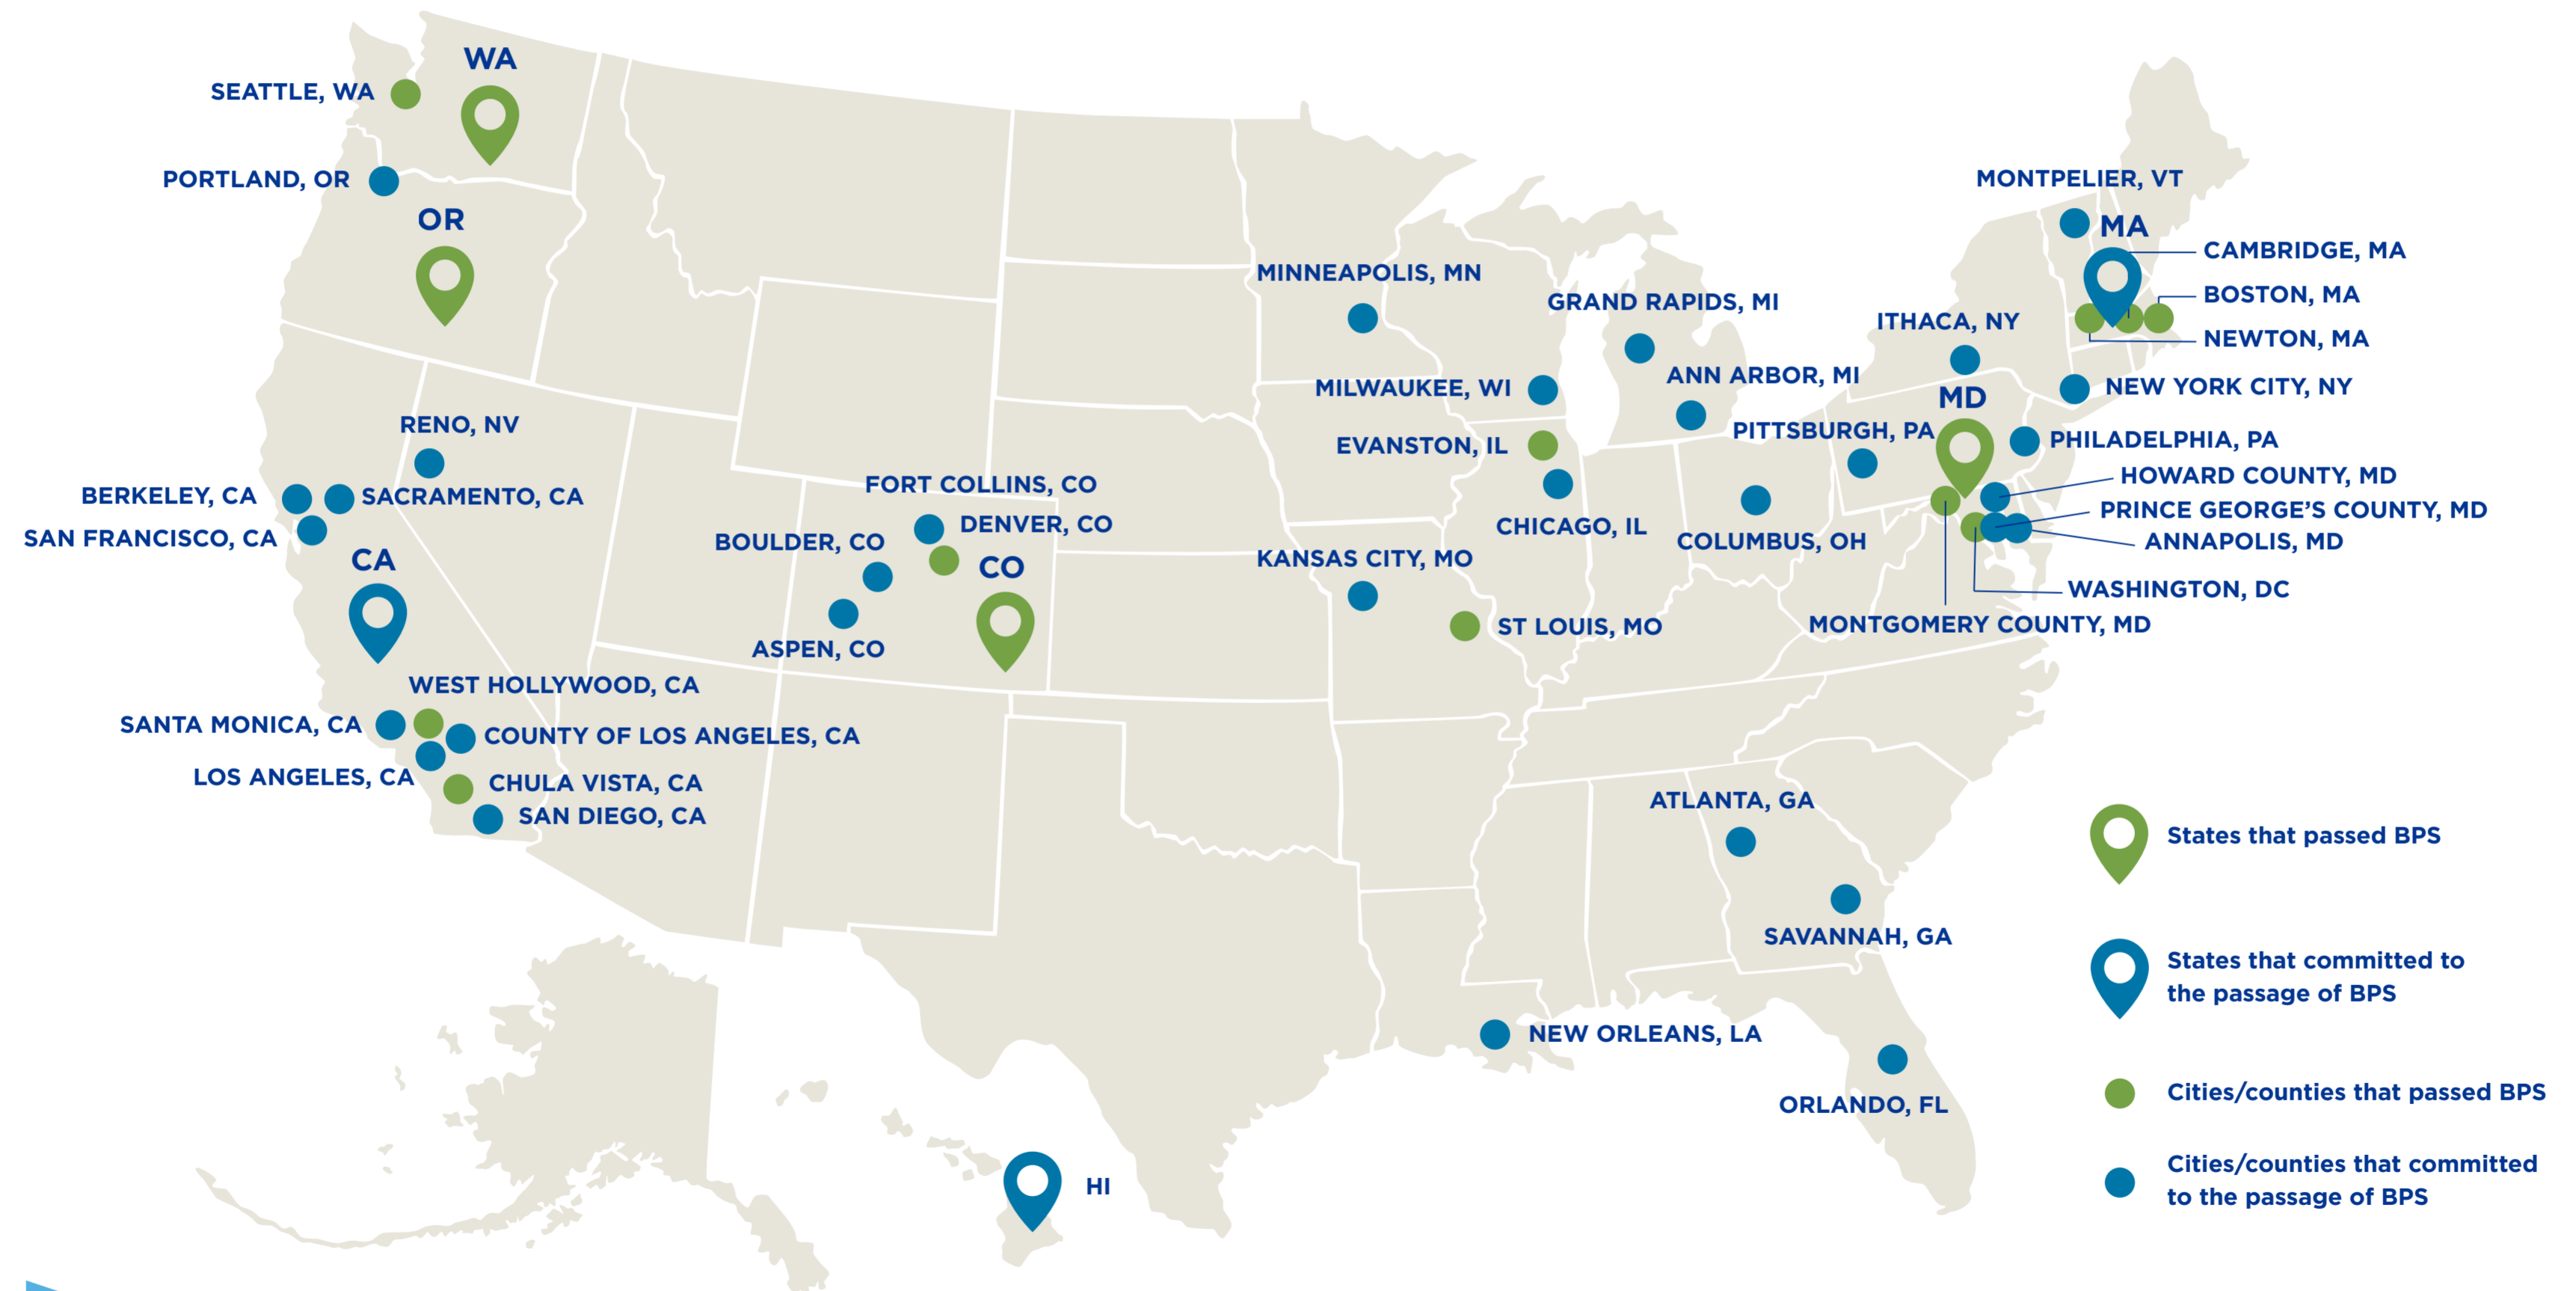 WA
SEATTLE, WA
PORTLAND, OR
OR
RENO, NV
BERKELEY, CA
SACRAMENTO, CA
SAN FRANCISCO, CA
CA
WEST HOLLYWOOD, CA
SANTA MONICA, CA
COUNTY OF LOS ANGELES, CA
LOS ANGELES, CA
CHULA VISTA, CA
SAN DIEGO, CA
FORT COLLINS, CO
DENVER, CO
BOULDER, CO
CO
ASPEN, CO
MINNEAPOLIS, MN
GRAND RAPIDS, MI
MILWAUKEE, WI
ANN ARBOR, MI
EVANSTON, IL
CHICAGO, IL
COLUMBUS, OH
KANSAS CITY, MO
ST LOUIS, MO
PITTSBURGH, PA
ITHACA, NY
MD
MONTPELIER, VT
MA
CAMBRIDGE, MA
BOSTON, MA
NEWTON, MA
NEW YORK CITY, NY
PHILADELPHIA, PA
HOWARD COUNTY, MD
PRINCE GEORGE'S COUNTY, MD
ANNAPOLIS, MD
WASHINGTON, DC
MONTGOMERY COUNTY, MD
ATLANTA, GA
SAVANNAH, GA
NEW ORLEANS, LA
ORLANDO, FL
HI
States that passed BPS
States that committed to
the passage of BPS
Cities/counties that passed BPS
Cities/counties that committed
to the passage of BPS